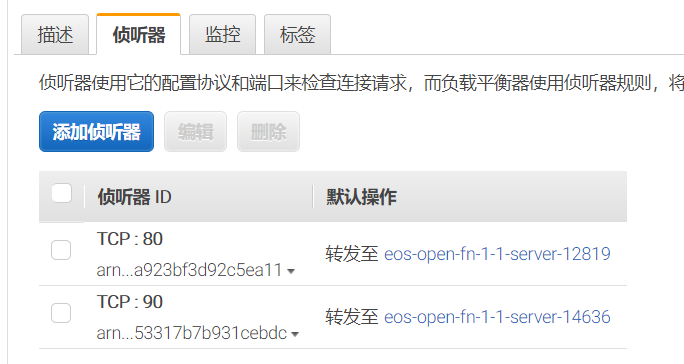 描述 侦听器 监控 标签
侦听器使用它的配置协议和端口来检查连接请求，而负载平衡器使用侦听器规则，将
添加侦听器 编辑 删除
侦听器 ID 默认操作
TCP : 80
arn...a923bf3d92c5ea11 转发至 eos-open-fn-1-1-server-12819
TCP : 90
arn...53317b7b931cebdc 转发至 eos-open-fn-1-1-server-14636